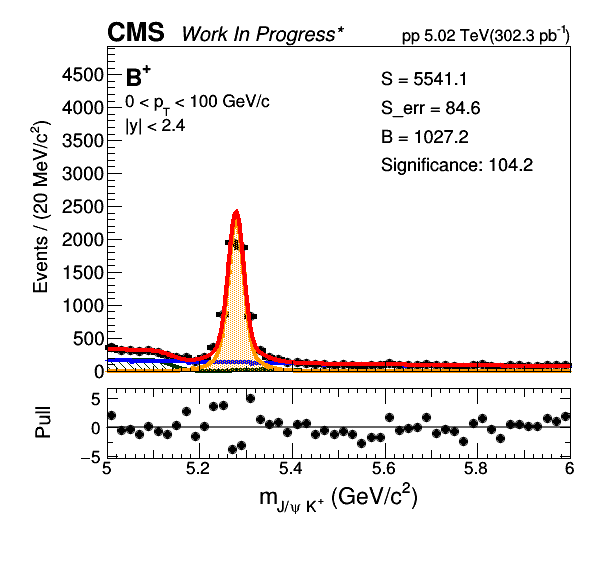 CMS Work In Progress* pp 5.02 TeV(302.3 pb⁻¹)
B⁺
0 < p_T < 100 GeV/c
|y| < 2.4
S = 5541.1
S_err = 84.6
B = 1027.2
Significance: 104.2
Events / (20 MeV/c²)
4500
4000
3500
3000
2500
2000
1500
1000
500
0
Pull
5
0
−5
5 5.2 5.4 5.6 5.8 6
m_{J/ψ K⁺} (GeV/c²)